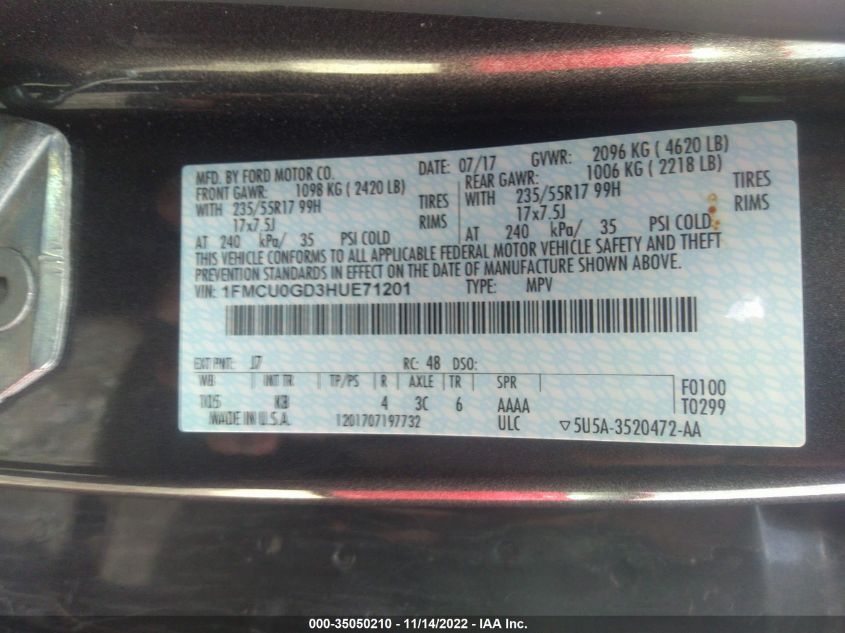 MFD. BY FORD MOTOR CO. DATE: 07/17 GVWR: 2096 KG ( 4620 LB)
FRONT GAWR: 1098 KG ( 2420 LB) REAR GAWR: 1006 KG ( 2218 LB)
WITH 235/55R17 99H TIRES WITH 235/55R17 99H TIRES
17x7.5J RIMS 17x7.5J RIMS
AT 240 kPa/ 35 PSI COLD AT 240 kPa/ 35 PSI COLD
THIS VEHICLE CONFORMS TO ALL APPLICABLE FEDERAL MOTOR VEHICLE SAFETY AND THEFT
PREVENTION STANDARDS IN EFFECT ON THE DATE OF MANUFACTURE SHOWN ABOVE.
VIN: 1FMCU0GD3HUE71201 TYPE: MPV
EXT PNT: J7 RC: 48 DSO:
WB INT TR TP/PS R AXLE TR SPR F0100
105 KB 4 3C 6 AAAA T0299
MADE IN U.S.A. 1201707197732 ULC ▽5U5A-3520472-AA
000-35050210 - 11/14/2022 - IAA Inc.